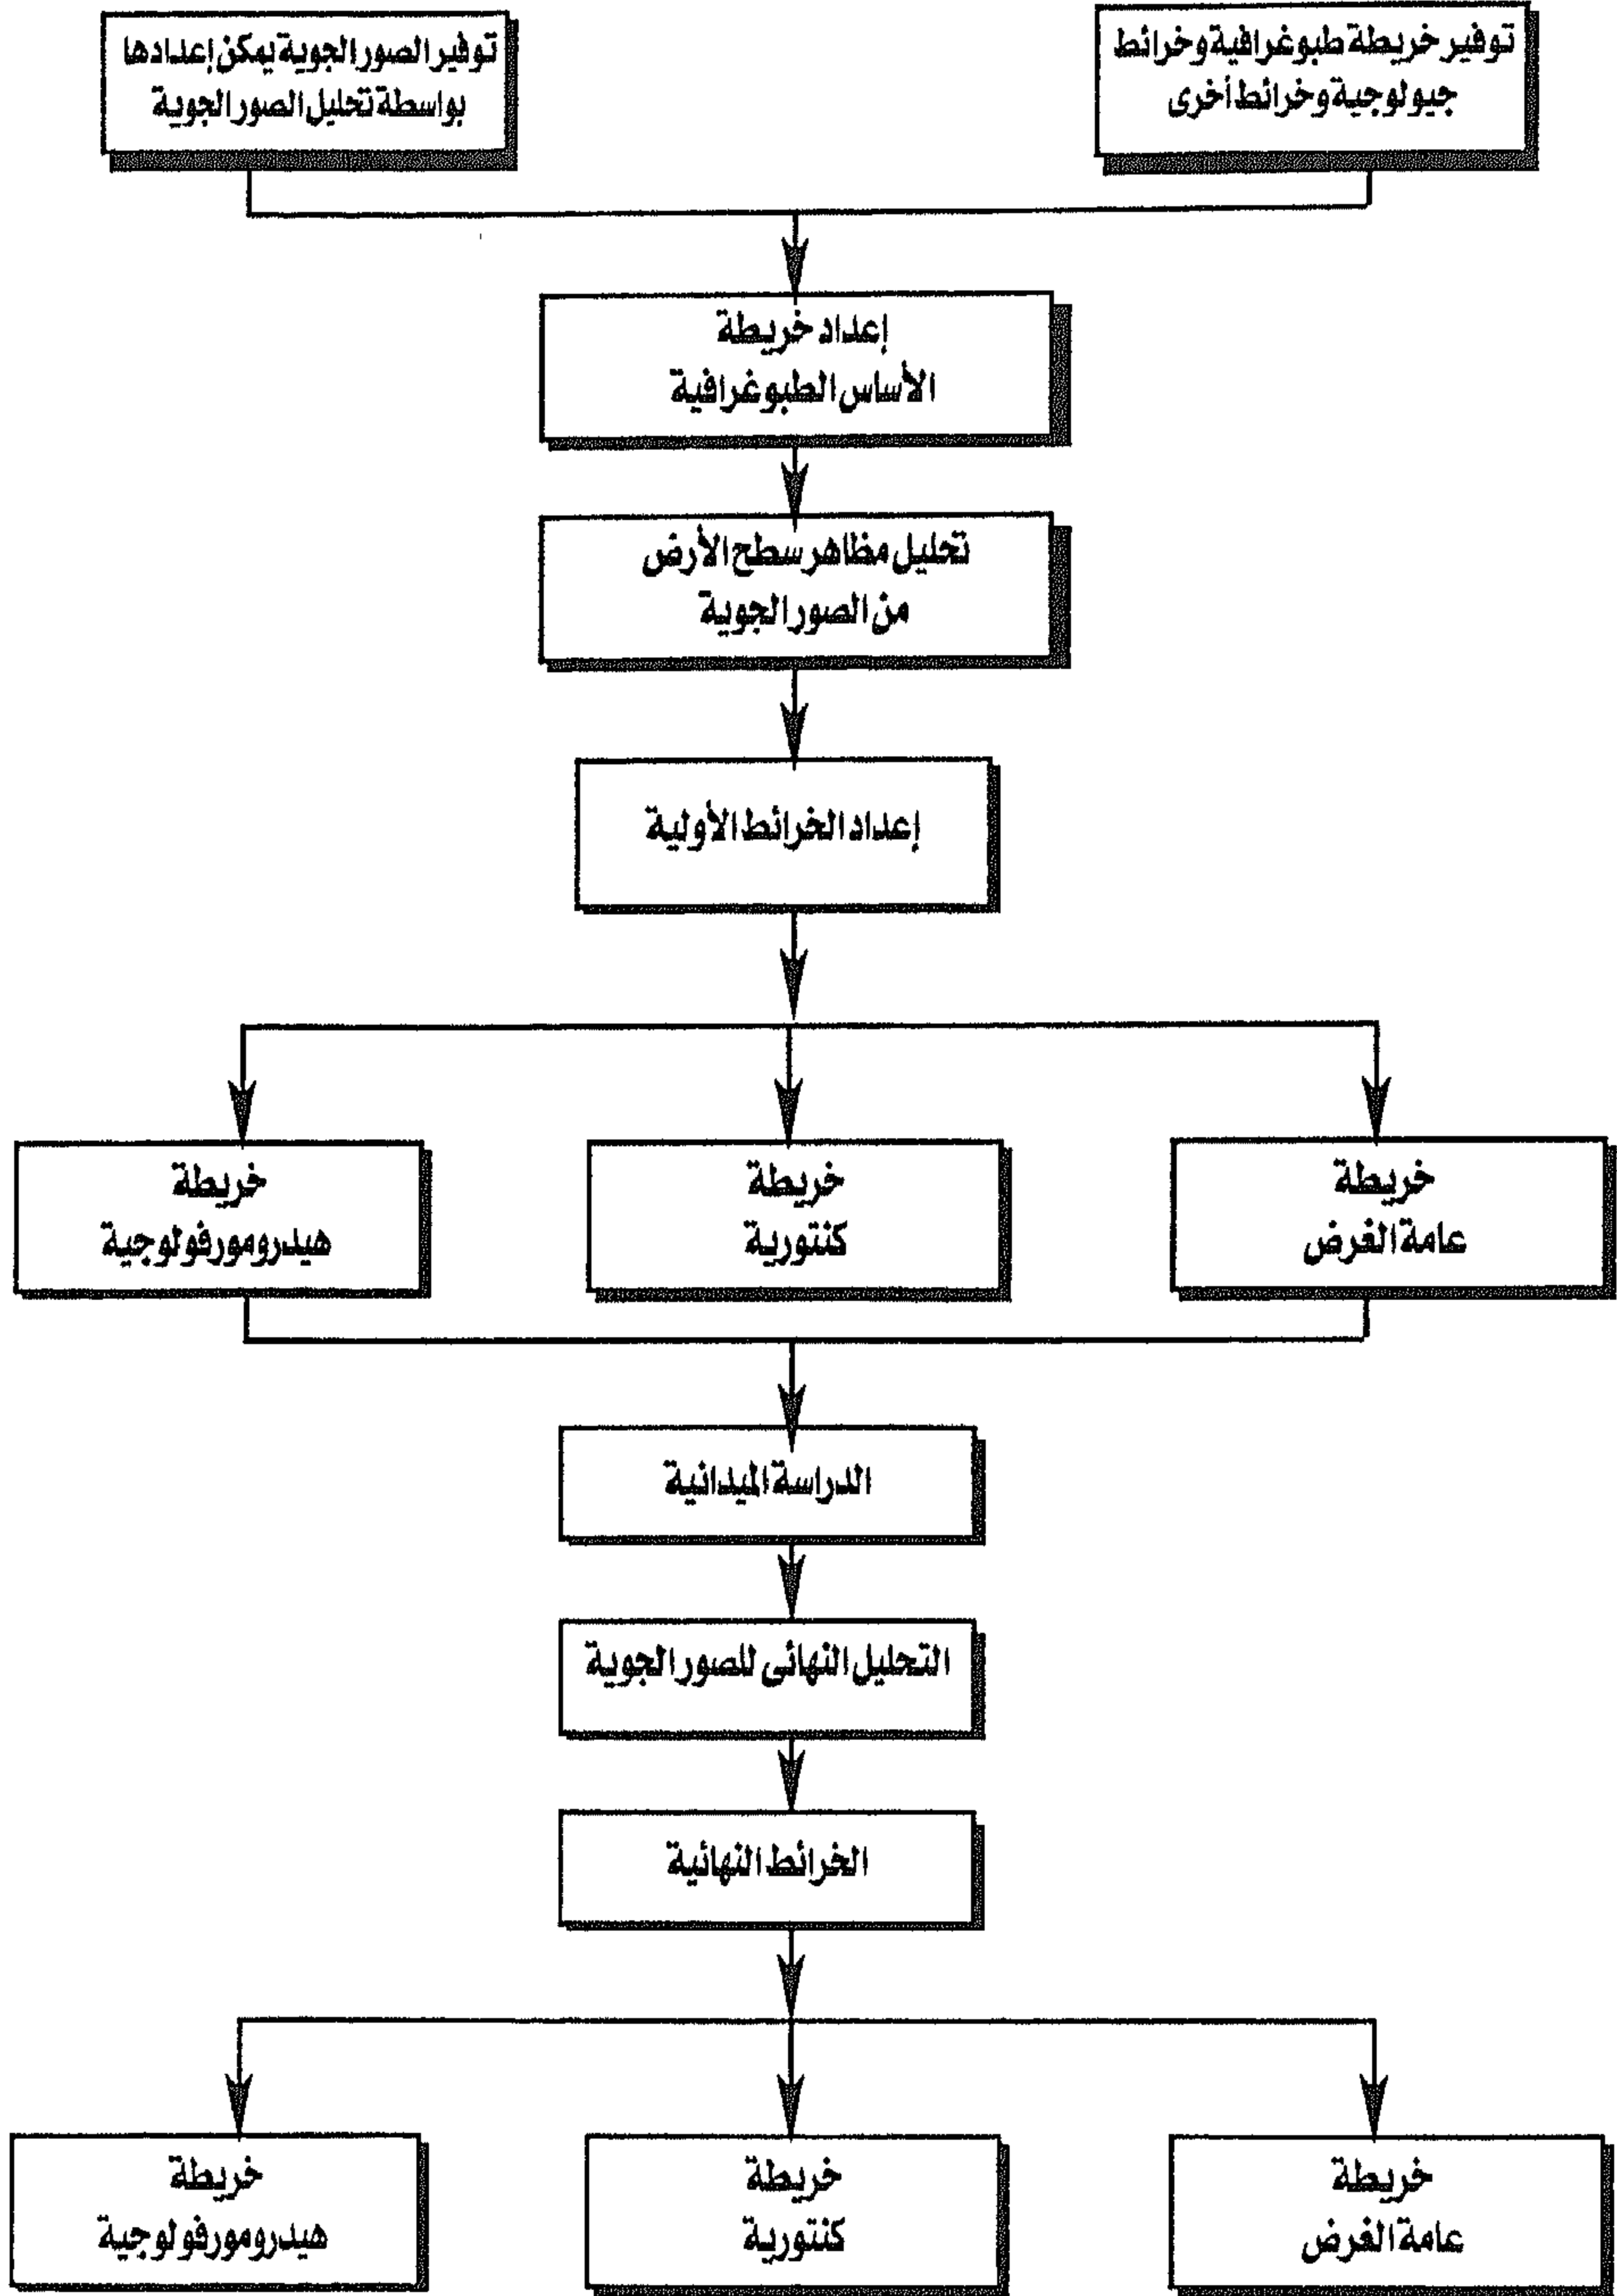 توفير خريطة طبوغرافية وخرائط
جيولوجية وخرائط أخرى
توفير الصور الجوية يمكن إعدادها
بواسطة تحليل الصور الجوية
إعداد خريطة
الأساس الطبوغرافية
تحليل مظاهر سطح الأرض
من الصور الجوية
إعداد الخرائط الأولية
خريطة
عامة الغرض
خريطة
كنتورية
خريطة
هيدرومورفولوجية
الدراسة الميدانية
التحليل النهائى للصور الجوية
الخرائط النهائية
خريطة
عامة الغرض
خريطة
كنتورية
خريطة
هيدرومورفولوجية